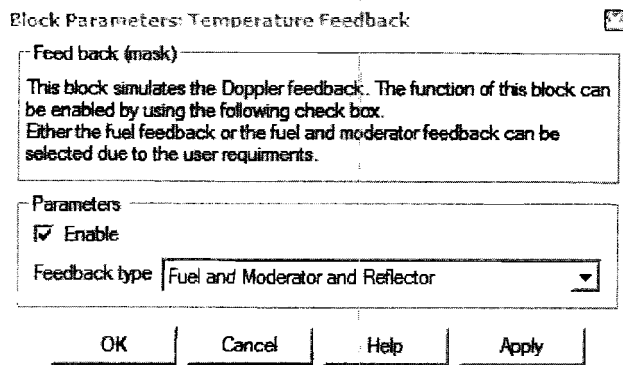 Block Parameters: Temperature Feedback
Feed back (mask)
This block simulates the Doppler feedback. The function of this block can
be enabled by using the following check box.
Either the fuel feedback or the fuel and moderator feedback can be
selected due to the user requirments.
Parameters
Enable
Feedback type Fuel and Moderator and Reflector
OK Cancel Help Apply